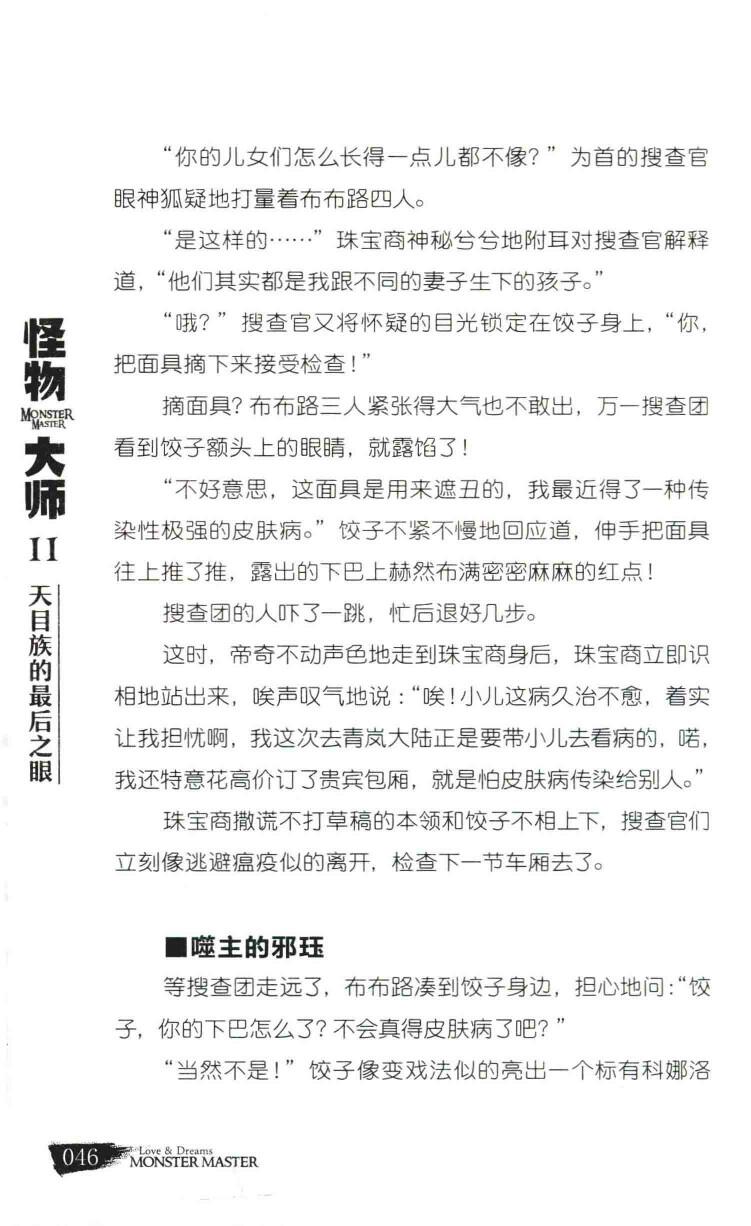 “你的儿女们怎么长得一点儿都不像？”为首的搜查官
眼神狐疑地打量着布布路四人。
“是这样的……”珠宝商神秘兮兮地附耳对搜查官解释
道，“他们其实都是我跟不同的妻子生下的孩子。”
“哦？”搜查官又将怀疑的目光锁定在饺子身上，“你，
把面具摘下来接受检查！”
摘面具？布布路三人紧张得大气也不敢出，万一搜查团
看到饺子额头上的眼睛，就露馅了！
“不好意思，这面具是用来遮丑的，我最近得了一种传
染性极强的皮肤病。”饺子不紧不慢地回应道，伸手把面具
往上推了推，露出的下巴上赫然布满密密麻麻的红点！
搜查团的人吓了一跳，忙后退好几步。
这时，帝奇不动声色地走到珠宝商身后，珠宝商立即识
相地站出来，唉声叹气地说：“唉！小儿这病久治不愈，着实
让我担忧啊，我这次去青岚大陆正是要带小儿去看病的，喏，
我还特意花高价订了贵宾包厢，就是怕皮肤病传染给别人。”
珠宝商撒谎不打草稿的本领和饺子不相上下，搜查官们
立刻像逃避瘟疫似的离开，检查下一节车厢去了。
■噬主的邪珏
等搜查团走远了，布布路凑到饺子身边，担心地问：“饺
子，你的下巴怎么了？不会真得皮肤病了吧？”
“当然不是！”饺子像变戏法似的亮出一个标有科娜洛
怪物
MONSTER
MASTER
大师
11
天目族的最后之眼
046
Love & Dreams
MONSTER MASTER